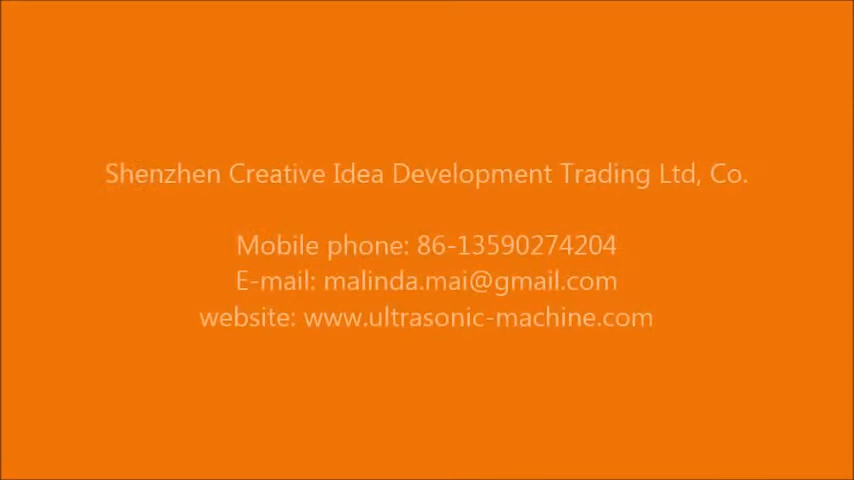 Shenzhen Creative Idea Development Trading Ltd, Co.
Mobile phone: 86-13590274204
E-mail: malinda.mai@gmail.com
website: www.ultrasonic-machine.com